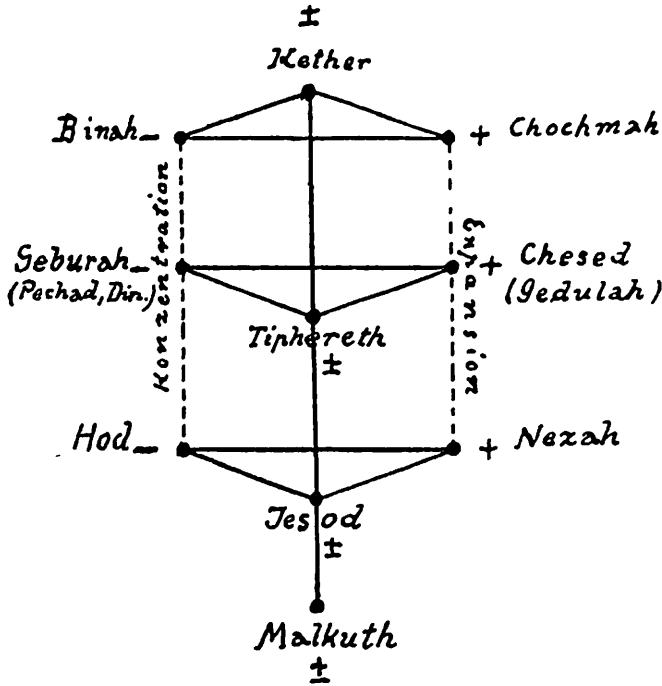 ±
Kether
Binah - + Chochmah
Konzentration
Expansion
Geburah - + Chesed
(Pechad, Din.) (Gedulah)
Tiphereth
±
Hod - + Nezah
Jesod
±
Malkuth
±